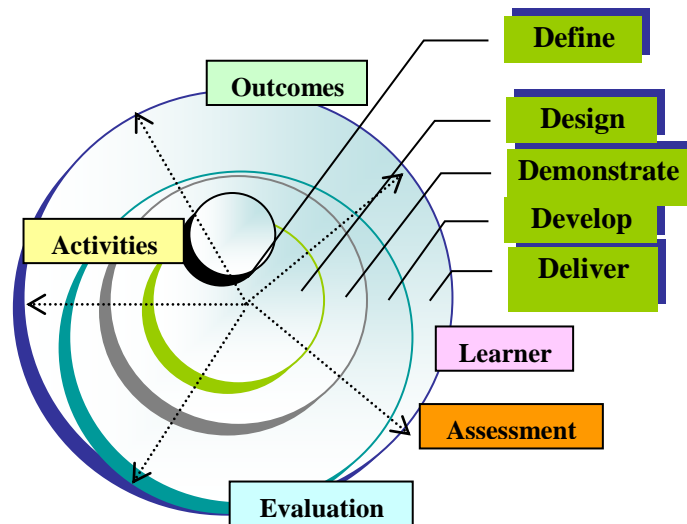 Define
Outcomes
Design
Demonstrate
Develop
Activities
Deliver
Learner
Assessment
Evaluation